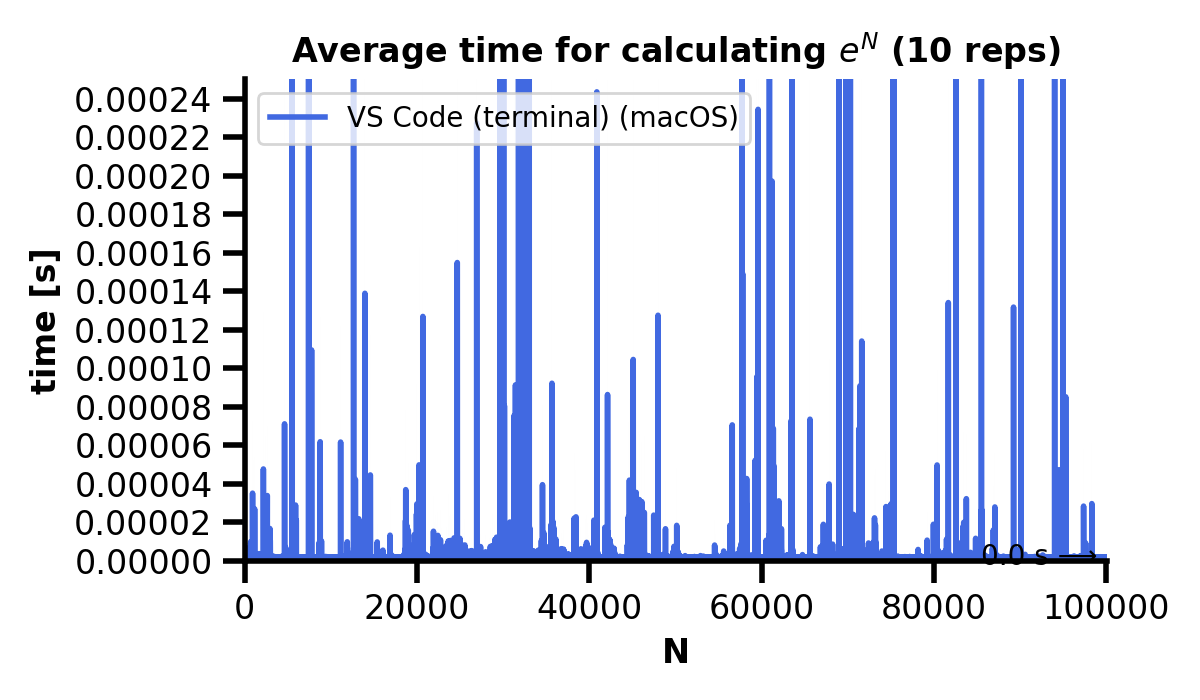 Average time for calculating e^N (10 reps)
VS Code (terminal) (macOS)
time [s]
0.00024
0.00022
0.00020
0.00018
0.00016
0.00014
0.00012
0.00010
0.00008
0.00006
0.00004
0.00002
0.00000
0.0 s →
0 20000 40000 60000 80000 100000
N